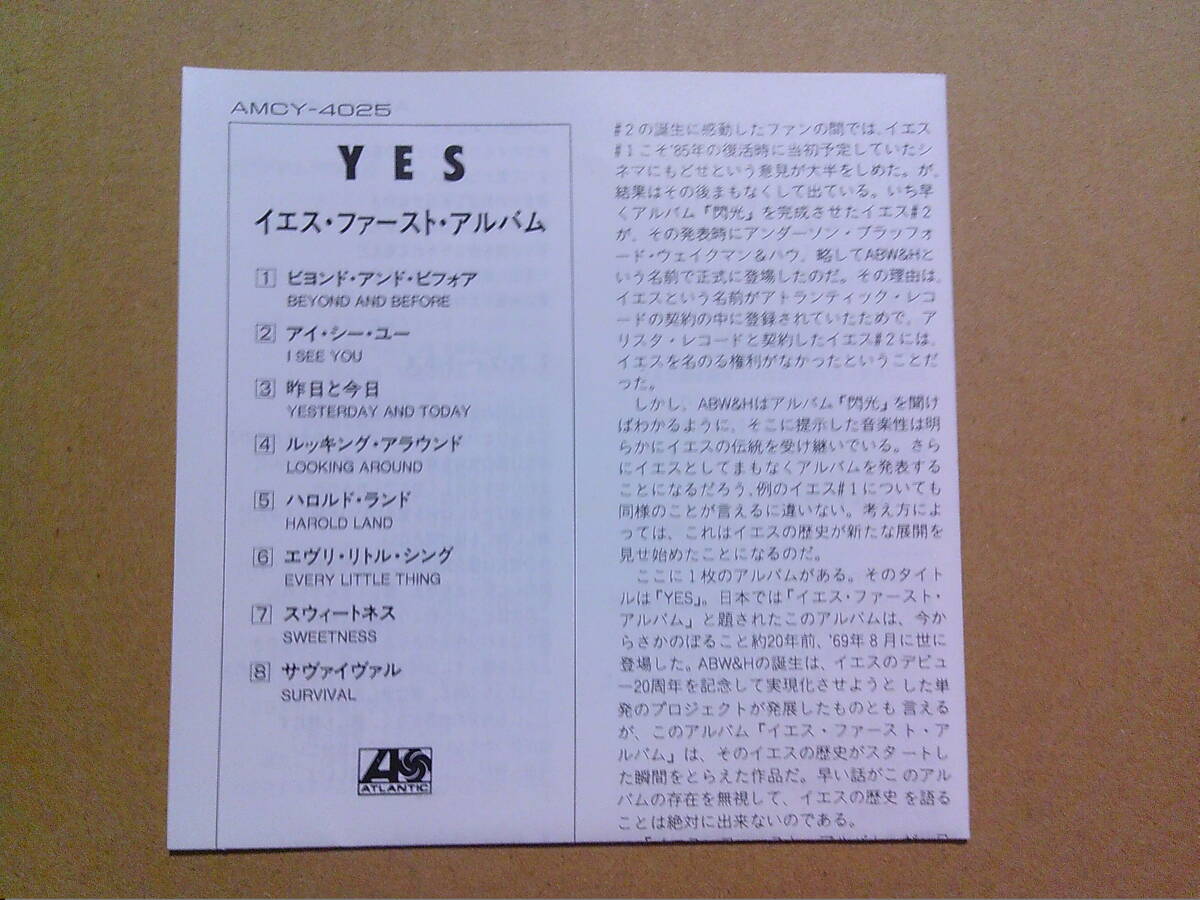 AMCY-4025
YES
イエス・ファースト・アルバム
1 ビヨンド・アンド・ビフォア
BEYOND AND BEFORE
2 アイ・シー・ユー
I SEE YOU
3 昨日と今日
YESTERDAY AND TODAY
4 ルッキング・アラウンド
LOOKING AROUND
5 ハロルド・ランド
HAROLD LAND
6 エヴリ・リトル・シング
EVERY LITTLE THING
7 スウィートネス
SWEETNESS
8 サヴァイヴァル
SURVIVAL
ATLANTIC
#2の誕生に感動したファンの間では、イエス
#1こそ'85年の復活時に当初予定していたシ
ネマにもどせという意見が大半をしめた。が、
結果はその後まもなくして出ている。いち早
くアルバム「閃光」を完成させたイエス#2
が、その発表時にアンダーソン・ブラッフォ
ード・ウェイクマン&ハウ、略してABW&Hと
いう名前で正式に登場したのだ。その理由は、
イエスという名前がアトランティック・レコ
ードの契約の中に登録されていたためで、ア
リスタ・レコードと契約したイエス#2には、
イエスを名のる権利がなかったということだ
った。
しかし、ABW&Hはアルバム「閃光」を聞け
ばわかるように、そこに提示した音楽性は明
らかにイエスの伝統を受け継いでいる。さら
にイエスとしてまもなくアルバムを発表する
ことになるだろう、例のイエス#1についても
同様のことが言えるに違いない。考え方によ
っては、これはイエスの歴史が新たな展開を
見せ始めたことになるのだ。
ここに1枚のアルバムがある。そのタイト
ルは「YES」。日本では「イエス・ファースト・
アルバム」と題されたこのアルバムは、今か
らさかのぼること約20年前、'69年8月に世に
登場した。ABW&Hの誕生は、イエスのデビュ
ー20周年を記念して実現化させようとした単
発のプロジェクトが発展したものとも言える
が、このアルバム「イエス・ファースト・ア
ルバム」は、そのイエスの歴史がスタートし
た瞬間をとらえた作品だ。早い話がこのアル
バムの存在を無視して、イエスの歴史を語る
ことは絶対に出来ないのである。